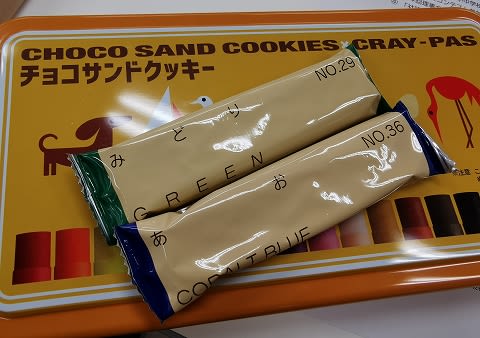 CHOCO SAND COOKIES × CRAY-PAS
チョコサンドクッキー
NO.29
みどり
GREEN
NO.36
あお
COBALT BLUE